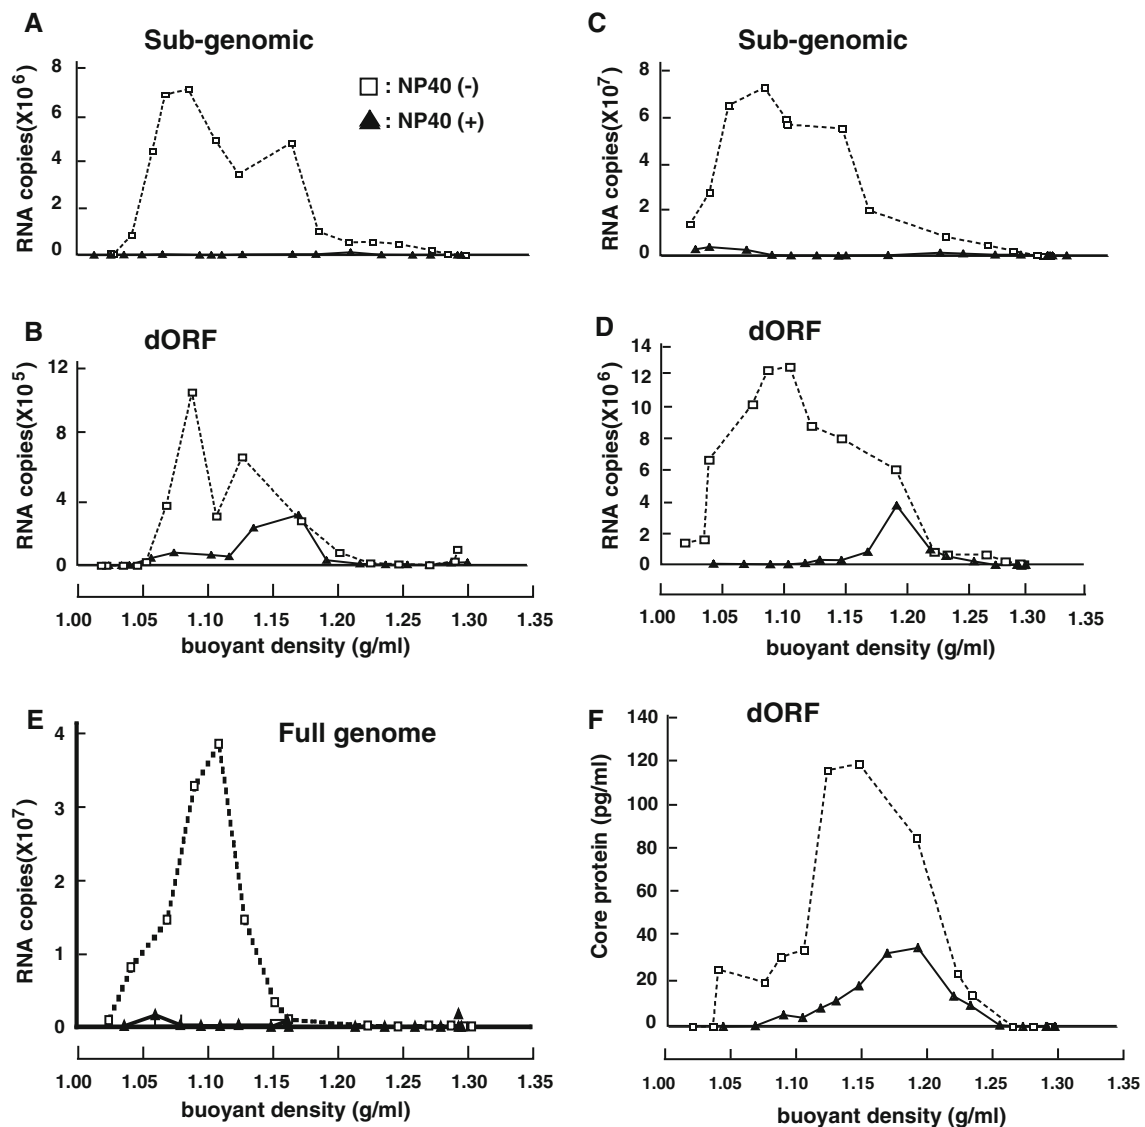 A
Sub-genomic
RNA copies(X10⁶)
8
6
4
2
0
□ : NP40 (-)
▲ : NP40 (+)
C
Sub-genomic
RNA copies(X10⁷)
8
6
4
2
0
B
dORF
RNA copies(X10⁵)
12
8
4
0
1.00 1.05 1.10 1.15 1.20 1.25 1.30 1.35
buoyant density (g/ml)
D
dORF
RNA copies(X10⁶)
14
12
10
8
6
4
2
0
1.00 1.05 1.10 1.15 1.20 1.25 1.30 1.35
buoyant density (g/ml)
E
Full genome
RNA copies(X10⁷)
4
3
2
1
0
1.00 1.05 1.10 1.15 1.20 1.25 1.30 1.35
buoyant density (g/ml)
F
dORF
Core protein (pg/ml)
140
120
100
80
60
40
20
0
1.00 1.05 1.10 1.15 1.20 1.25 1.30 1.35
buoyant density (g/ml)